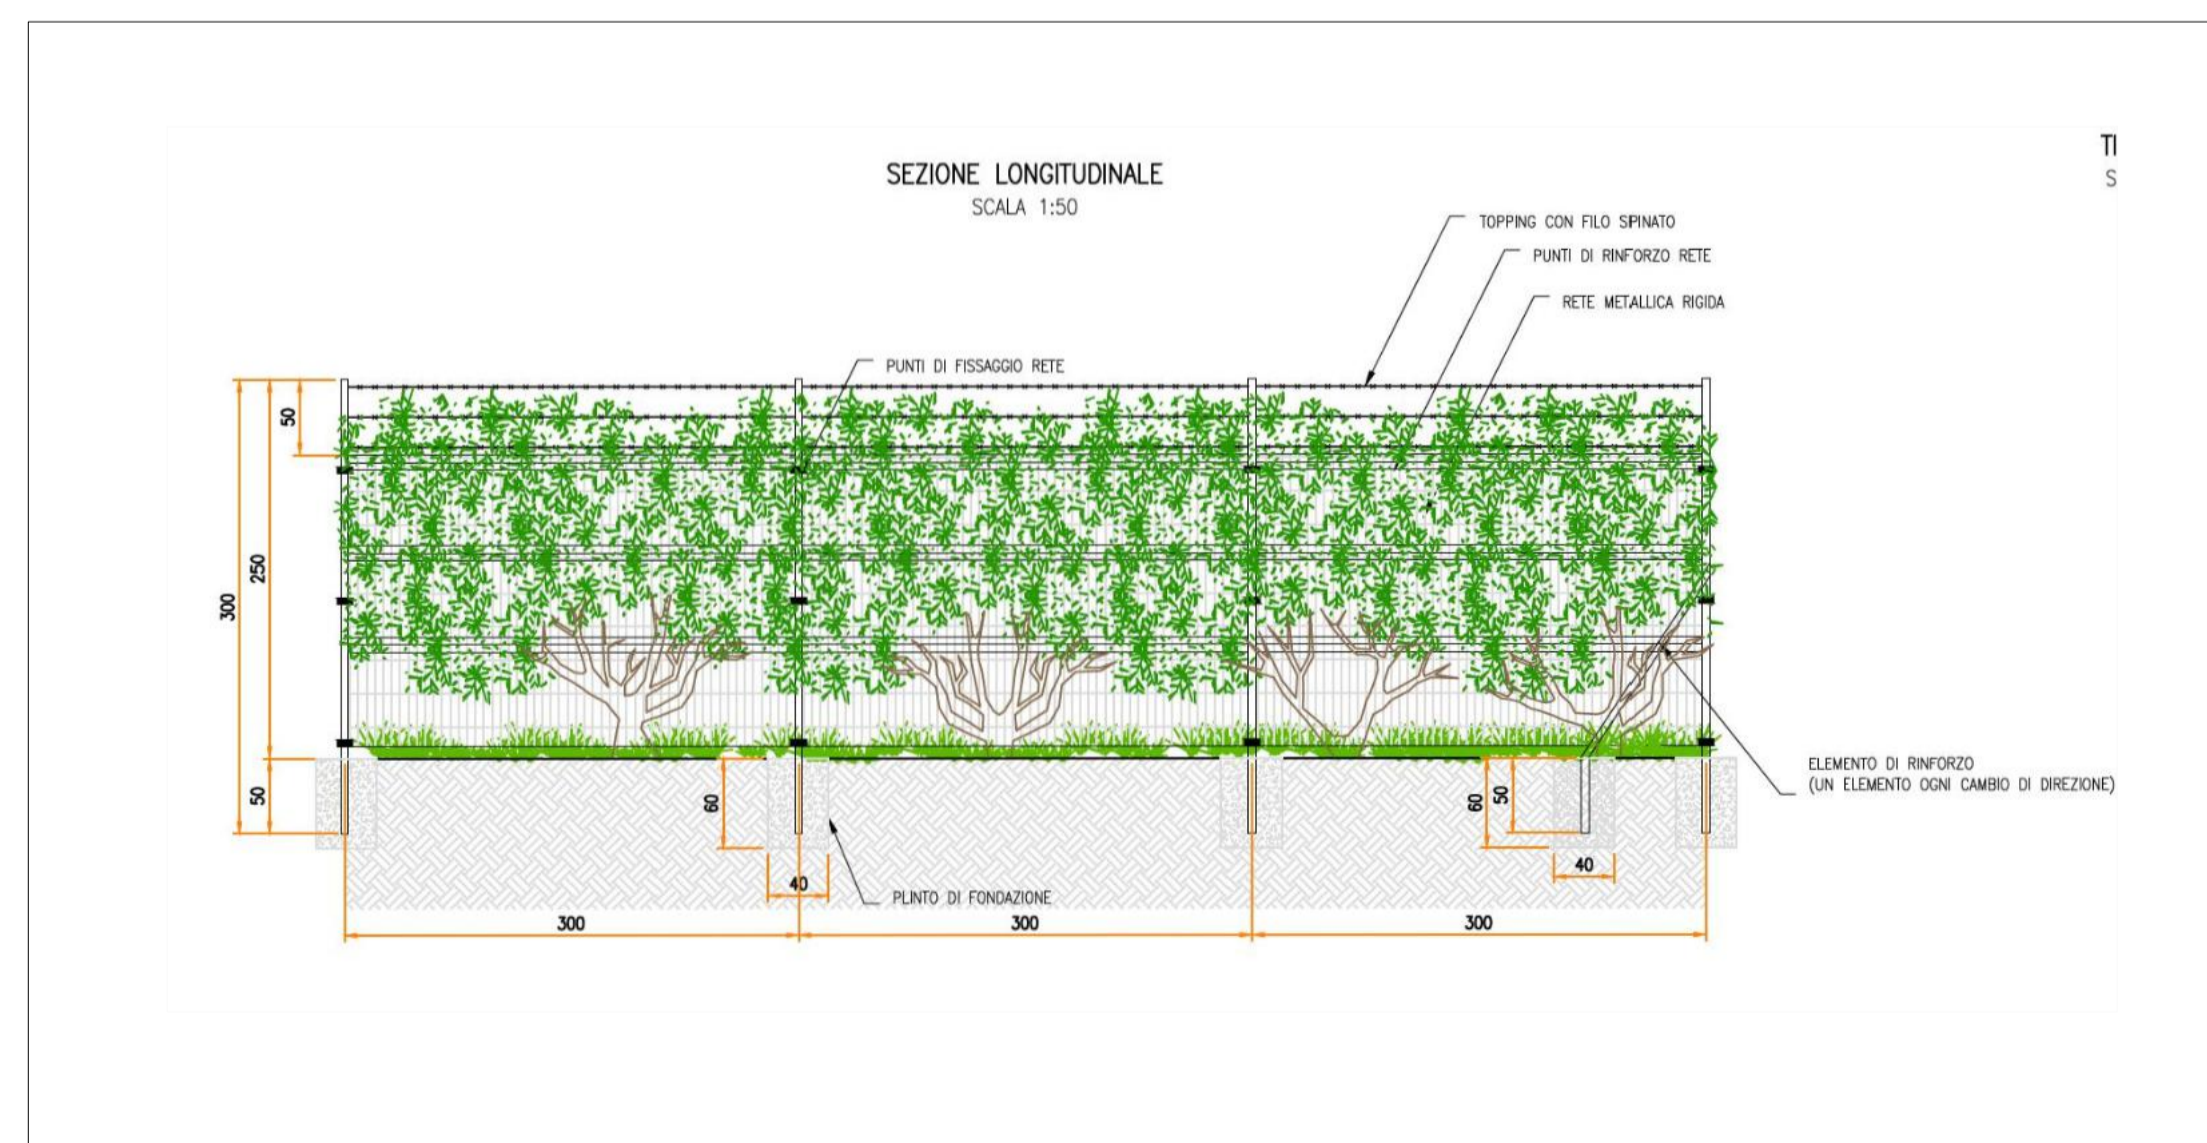 SEZIONE LONGITUDINALE
SCALA 1:50
TI
S
TOPPING CON FILO SPINATO
PUNTI DI RINFORZO RETE
RETE METALLICA RIGIDA
PUNTI DI FISSAGGIO RETE
50
250
300
50
60
40
60
50
40
ELEMENTO DI RINFORZO
(UN ELEMENTO OGNI CAMBIO DI DIREZIONE)
PLINTO DI FONDAZIONE
300
300
300